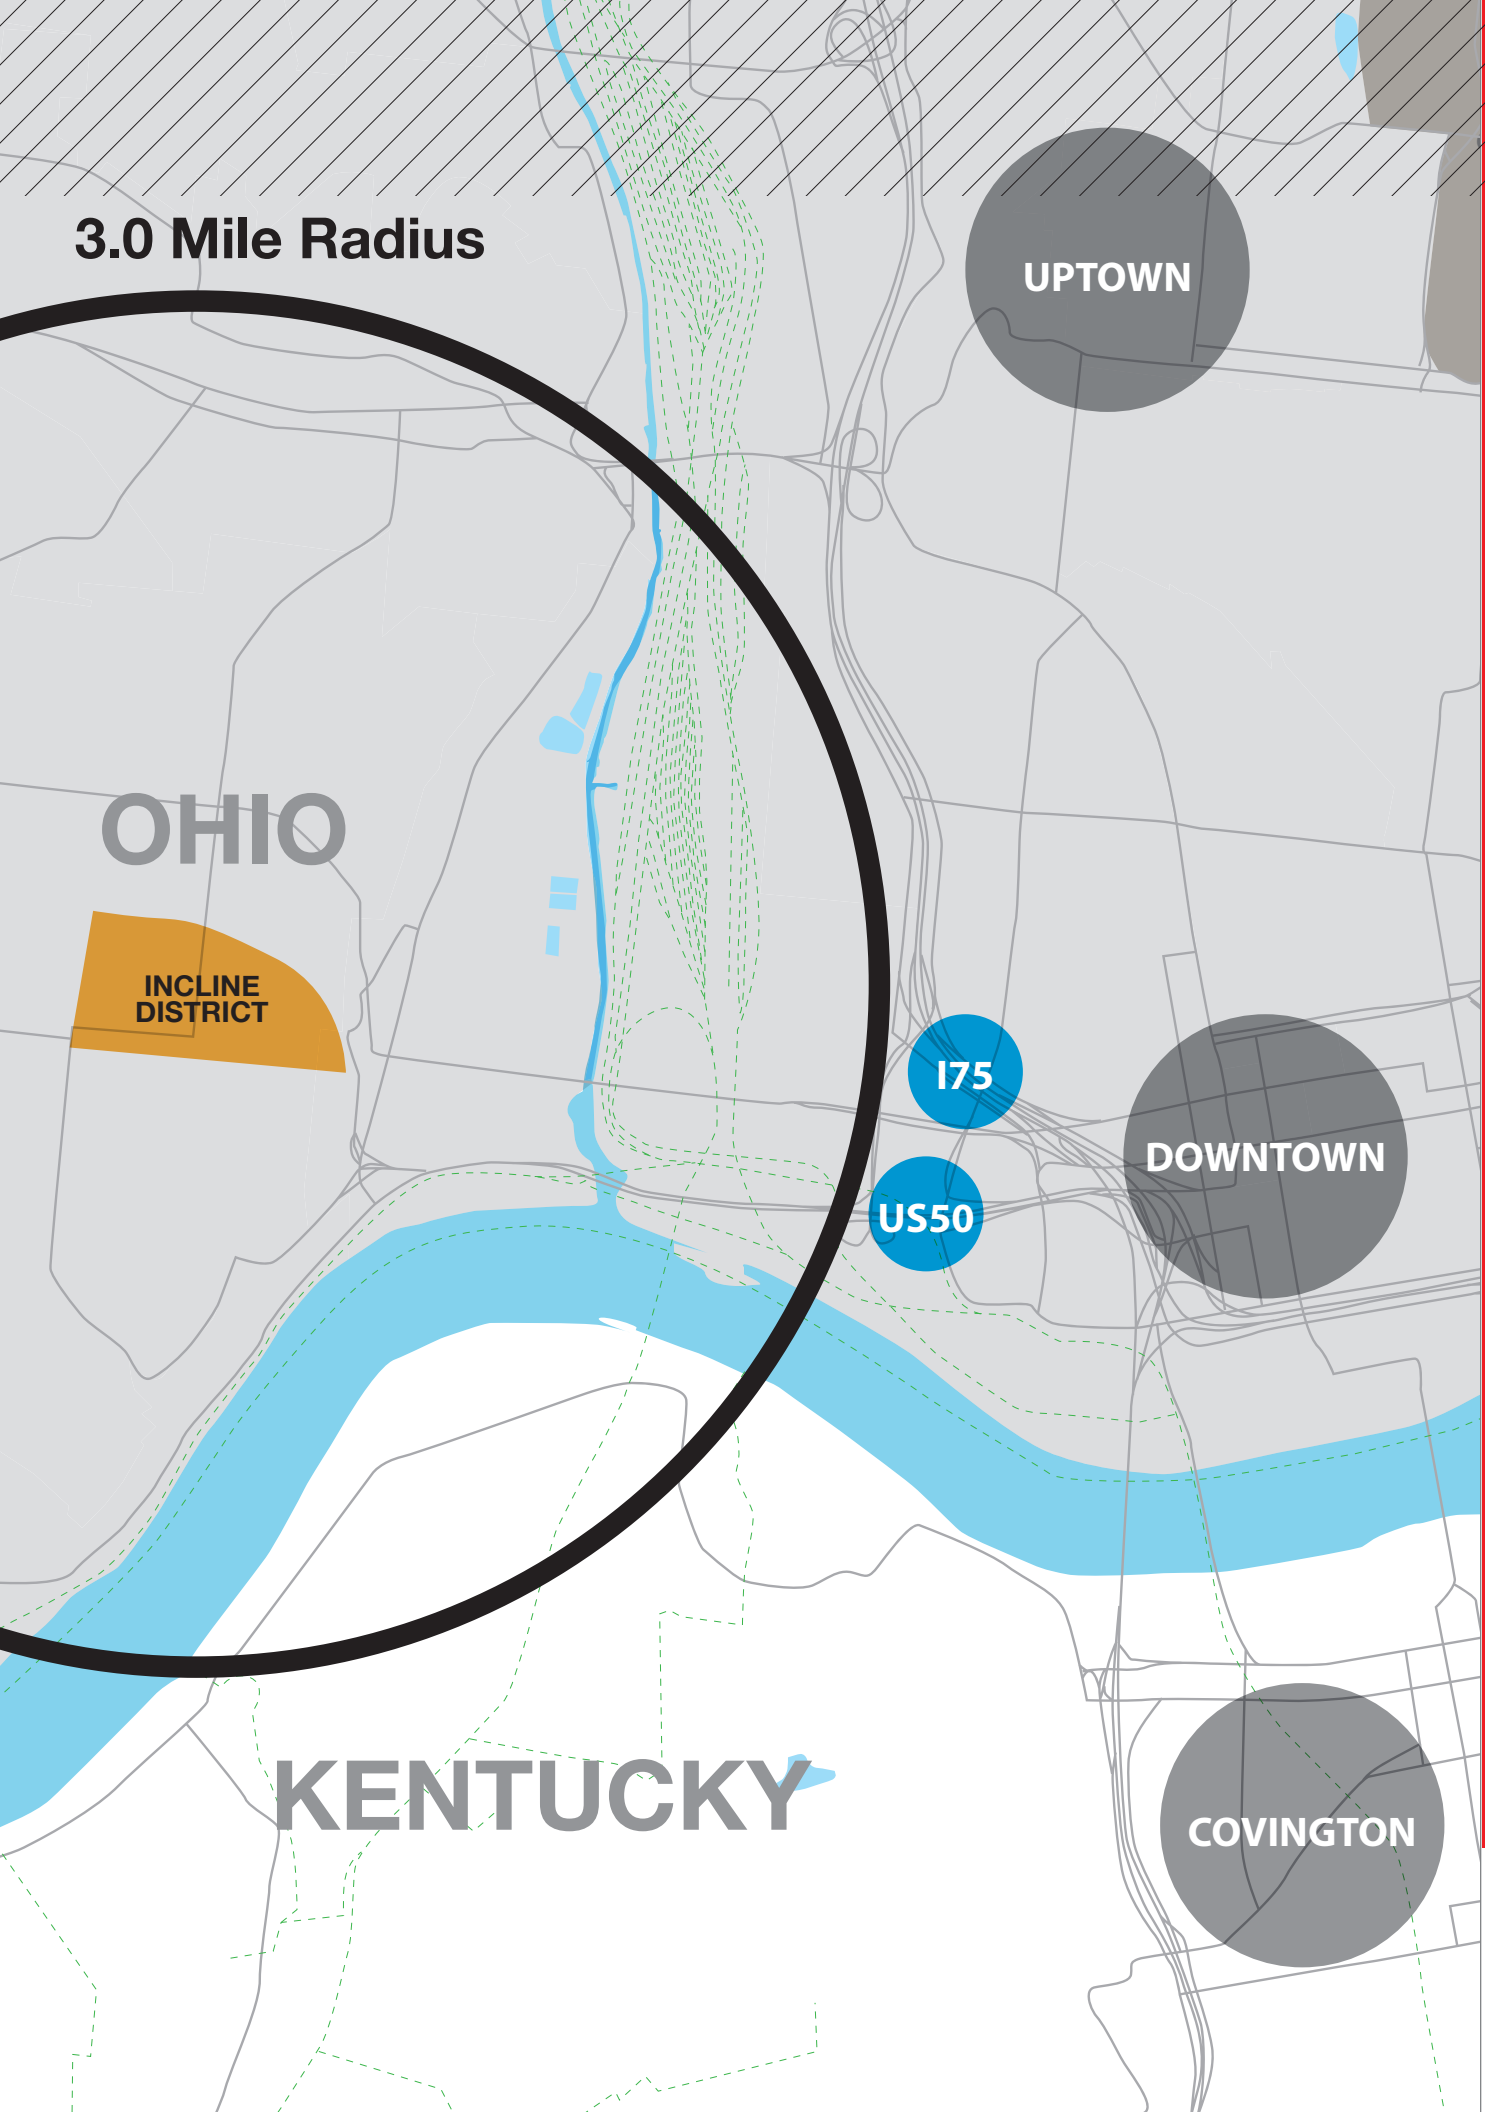 3.0 Mile Radius
UPTOWN
OHIO
INCLINE
DISTRICT
I75
DOWNTOWN
US50
KENTUCKY
COVINGTON